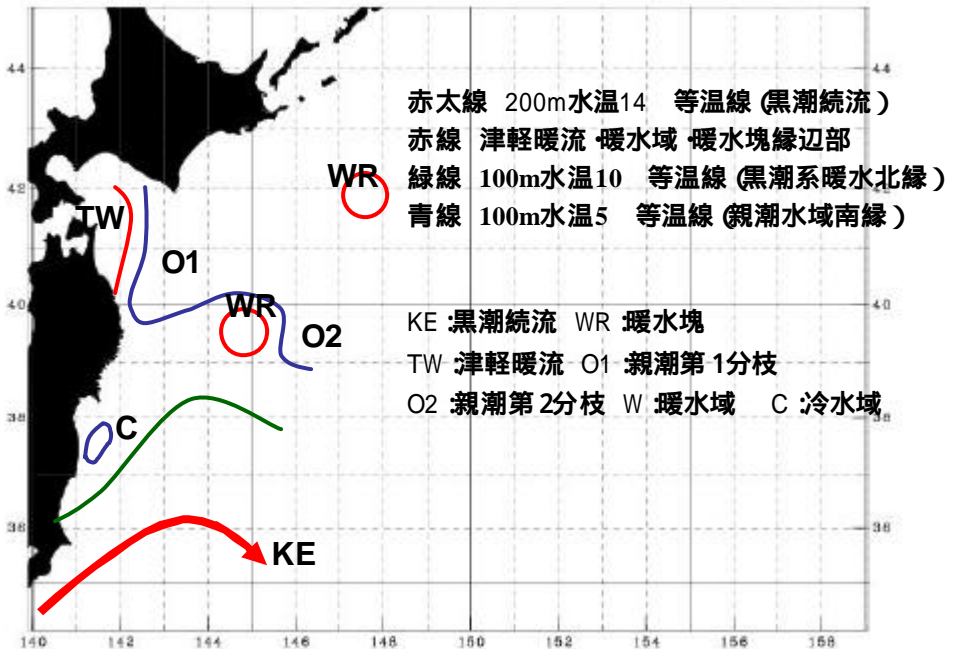 44
44
赤太線 200m水温14 等温線(黒潮続流)
赤線 津軽暖流・暖水域・暖水塊縁辺部
WR
緑線 100m水温10 等温線(黒潮系暖水北縁)
42
42
青線 100m水温5 等温線(親潮水域南縁)
TW
O1
40
WR
40
O2
KE:黒潮続流 WR:暖水塊
TW:津軽暖流 O1:親潮第1分枝
O2:親潮第2分枝 W:暖水域 C:冷水域
38
38
C
36
36
KE
140 142 144 146 148 150 152 154 156 158